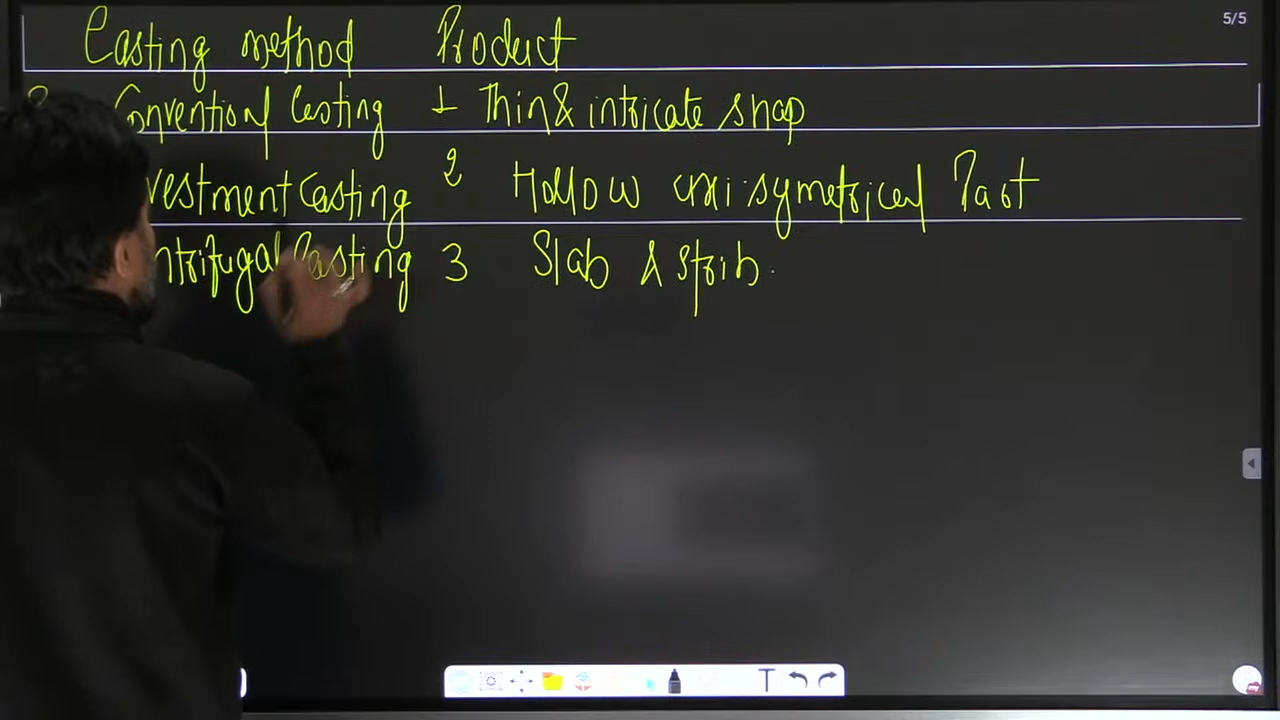 5/5
Casting method Product
Conventional Casting 1 Thin & intricate shap
vestment Casting 2 Hollow axi-symetrical Part
ntrifugal Casting 3 Slab & strib.
T